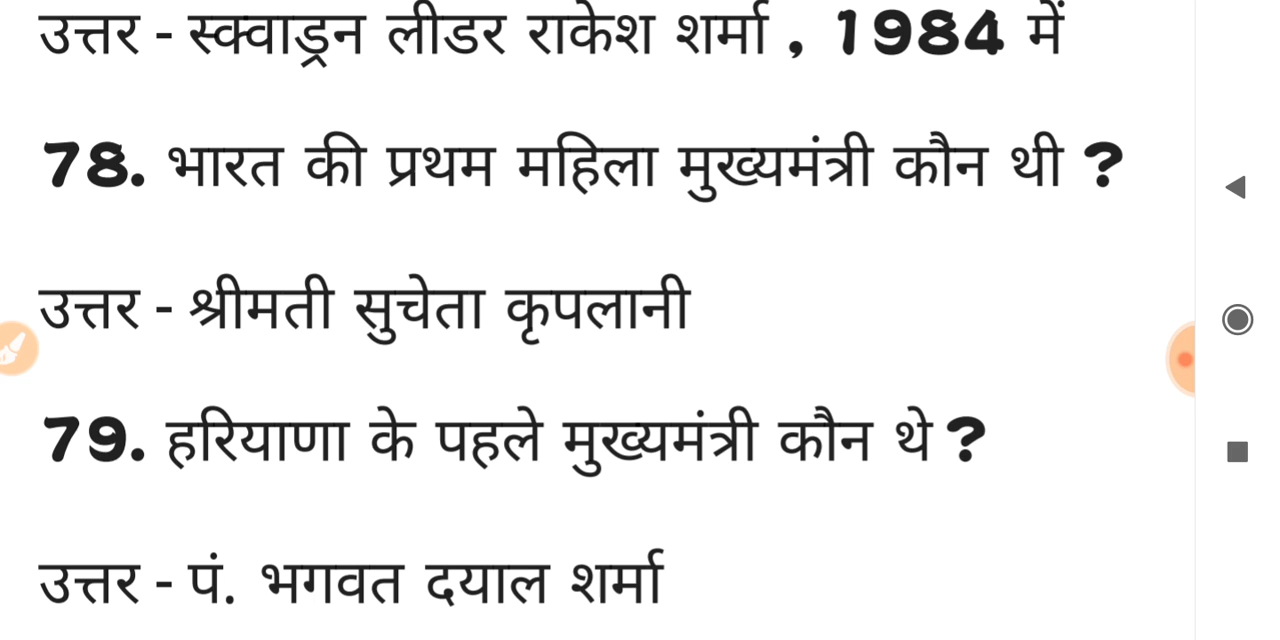 उत्तर - स्क्वाड्रन लीडर राकेश शर्मा , 1984 में
78. भारत की प्रथम महिला मुख्यमंत्री कौन थी ?
उत्तर - श्रीमती सुचेता कृपलानी
79. हरियाणा के पहले मुख्यमंत्री कौन थे ?
उत्तर - पं. भगवत दयाल शर्मा